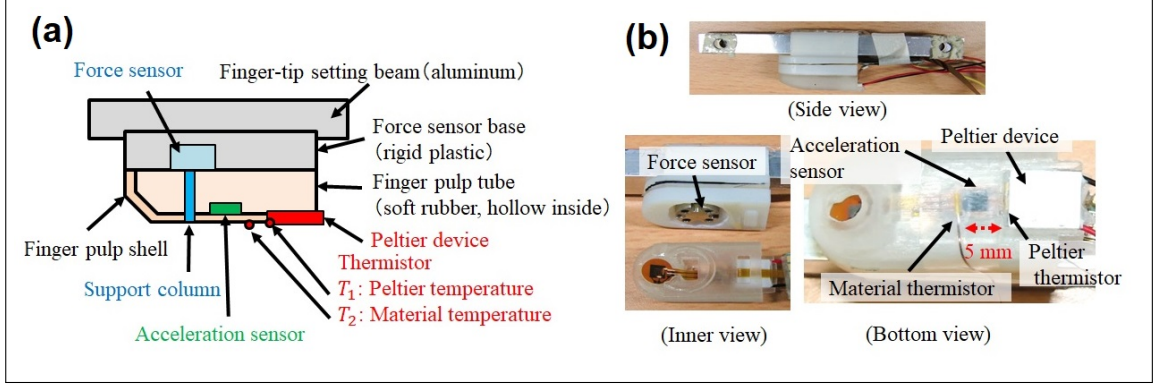 (a)
Force sensor
Finger-tip setting beam(aluminum)
Force sensor base
(rigid plastic)
Finger pulp tube
(soft rubber, hollow inside)
Finger pulp shell
Peltier device
Thermistor
Support column
T₁: Peltier temperature
T₂: Material temperature
Acceleration sensor
(b)
(Side view)
Force sensor
(Inner view)
Acceleration
sensor
Peltier device
5 mm
Peltier
thermistor
Material thermistor
(Bottom view)